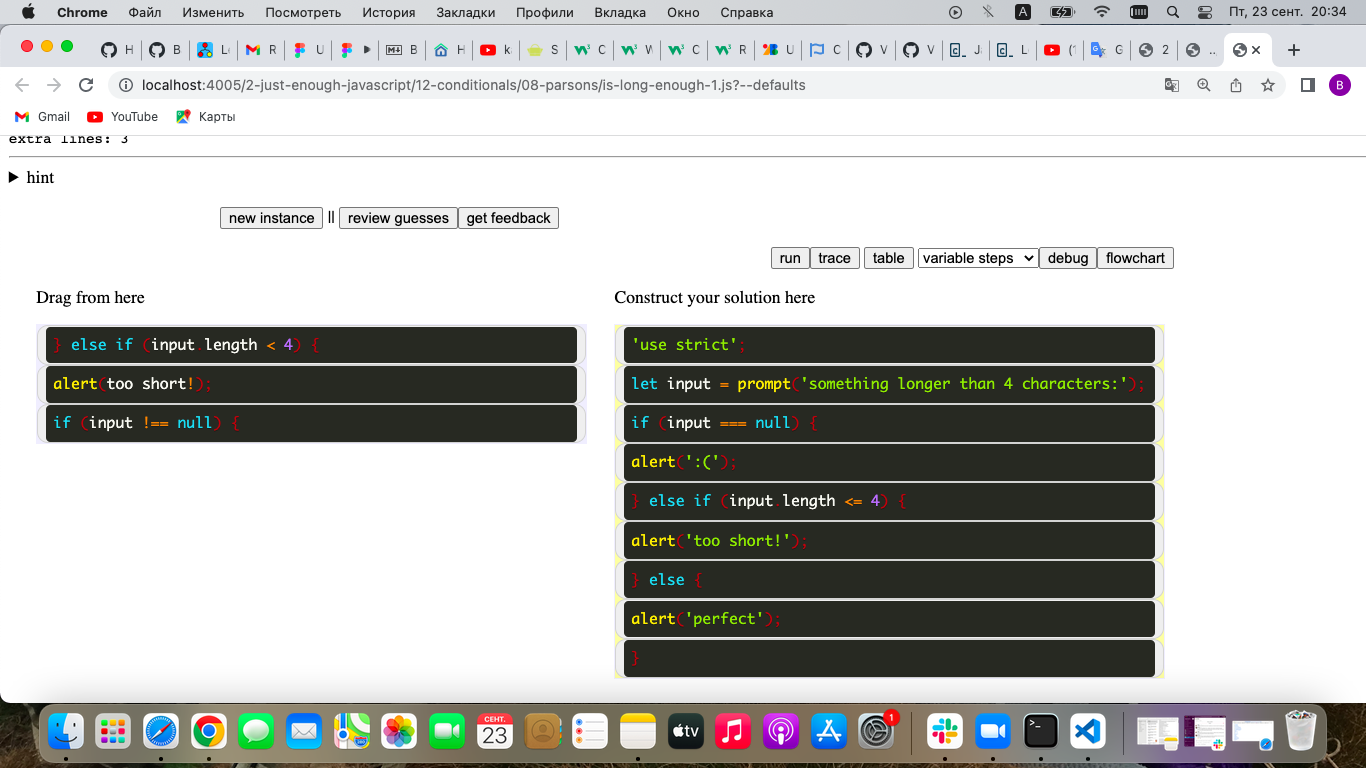 Chrome Файл Изменить Посмотреть История Закладки Профили Вкладка Окно Справка A Пт, 23 сент. 20:34
H B L M R U B H k S C W C R U C V V J L ( G 2 ..
localhost:4005/2-just-enough-javascript/12-conditionals/08-parsons/is-long-enough-1.js?--defaults B
Gmail YouTube Карты
extra lines: 3
hint
new instance || review guesses get feedback
run trace table variable steps debug flowchart
Drag from here
} else if (input.length < 4) {
alert(too short!);
if (input !== null) {
Construct your solution here
'use strict';
let input = prompt('something longer than 4 characters:');
if (input === null) {
alert(':(');
} else if (input.length <= 4) {
alert('too short!');
} else {
alert('perfect');
}
СЕНТ.
23
tv
1